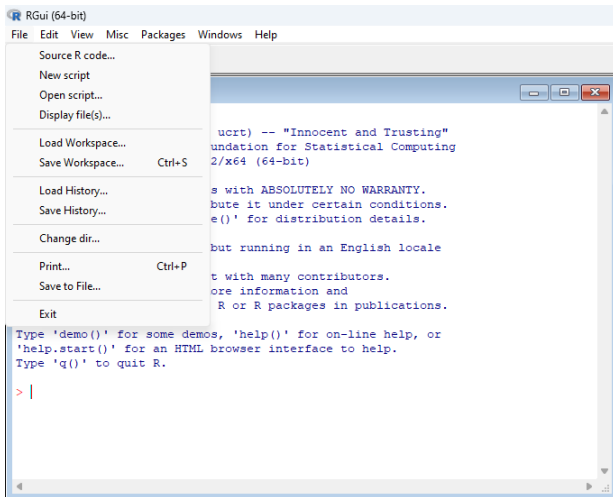 RGui (64-bit)
File Edit View Misc Packages Windows Help
Source R code...
New script
Open script...
Display file(s)...
Load Workspace...
Save Workspace... Ctrl+S
Load History...
Save History...
Change dir...
Print... Ctrl+P
Save to File...
Exit
ucrt) -- "Innocent and Trusting"
undation for Statistical Computing
2/x64 (64-bit)
s with ABSOLUTELY NO WARRANTY.
bute it under certain conditions.
e()' for distribution details.
but running in an English locale
t with many contributors.
ore information and
R or R packages in publications.
Type 'demo()' for some demos, 'help()' for on-line help, or
'help.start()' for an HTML browser interface to help.
Type 'q()' to quit R.
>